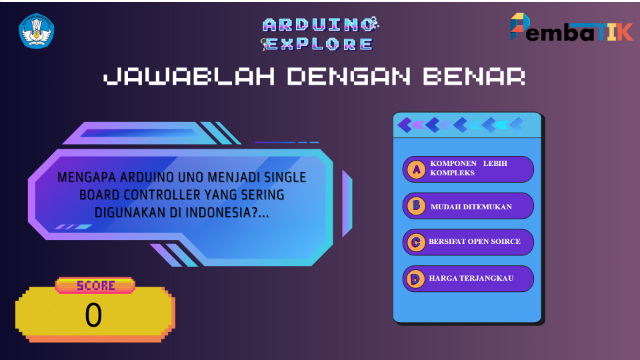 ARDUINO
EXPLORE
PembaTIK
JAWABLAH DENGAN BENAR
MENGAPA ARDUINO UNO MENJADI SINGLE
BOARD CONTROLLER YANG SERING
DIGUNAKAN DI INDONESIA?...
A KOMPONEN LEBIH
KOMPLEKS
B MUDAH DITEMUKAN
C BERSIFAT OPEN SOIRCE
D HARGA TERJANGKAU
SCORE
0